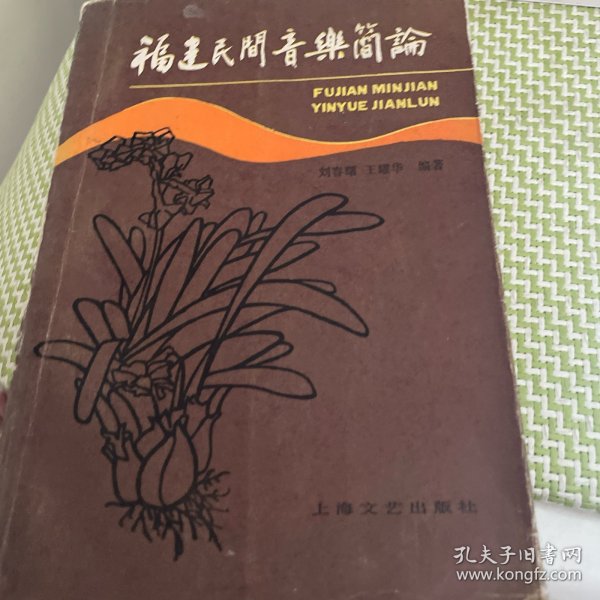 福建民間音樂简論
FUJIAN MINJIAN
YINYUE JIANLUN
刘春曙 王耀华 编著
上海文艺出版社
孔夫子旧书网
www.kongfz.com